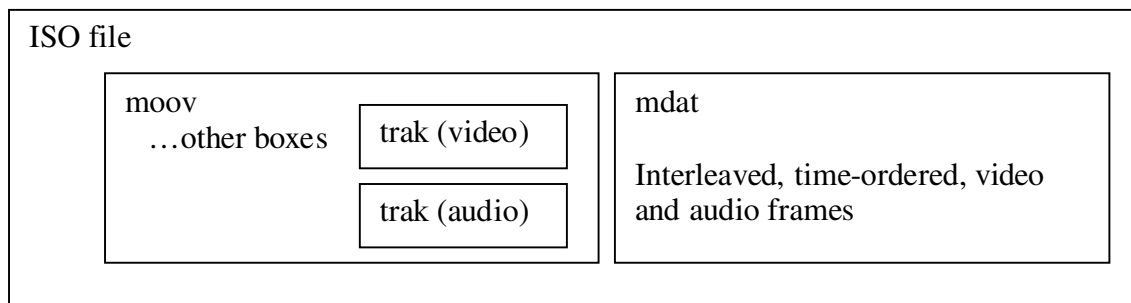 ISO file
moov
…other boxes
trak (video)
trak (audio)
mdat
Interleaved, time-ordered, video
and audio frames